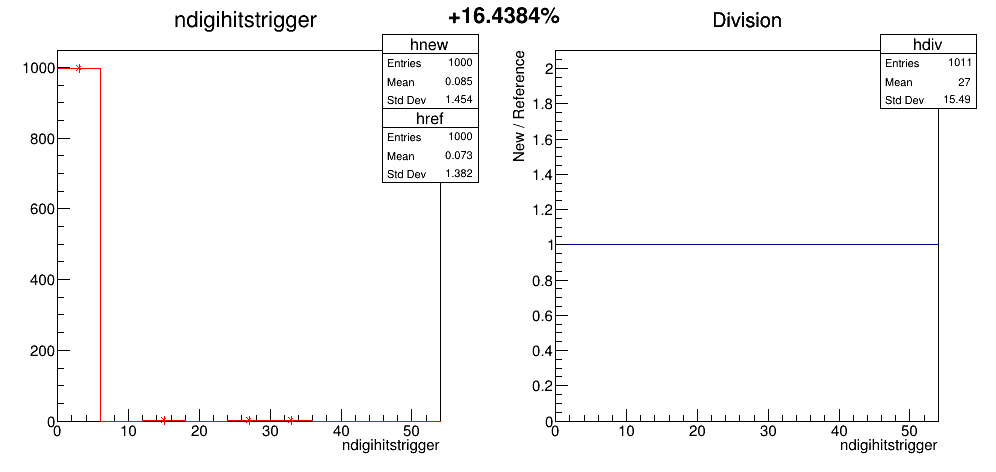 ndigihitstrigger
+16.4384%
Division
hnew
Entries 1000
Mean 0.085
Std Dev 1.454
href
Entries 1000
Mean 0.073
Std Dev 1.382
1000
800
600
400
200
0
0 10 20 30 40 50
ndigihitstrigger
hdiv
Entries 1011
Mean 27
Std Dev 15.49
New / Reference
2
1.8
1.6
1.4
1.2
1
0.8
0.6
0.4
0.2
0
0 10 20 30 40 50
ndigihitstrigger